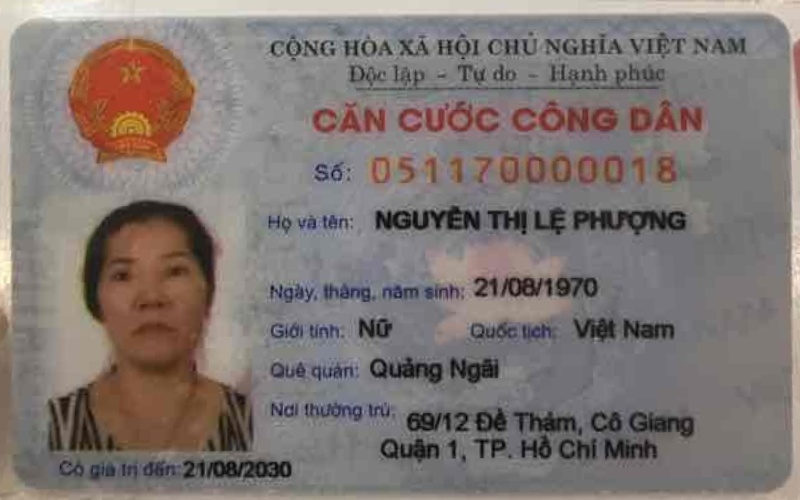 CỘNG HÒA XÃ HỘI CHỦ NGHĨA VIỆT NAM
Độc lập - Tự do - Hạnh phúc
CĂN CƯỚC CÔNG DÂN
Số: 051170000018
Họ và tên: NGUYỄN THỊ LỆ PHƯỢNG
Ngày, tháng, năm sinh: 21/08/1970
Giới tính: Nữ Quốc tịch: Việt Nam
Quê quán: Quảng Ngãi
Nơi thường trú: 69/12 Đề Thám, Cô Giang
Quận 1, TP. Hồ Chí Minh
Có giá trị đến: 21/08/2030